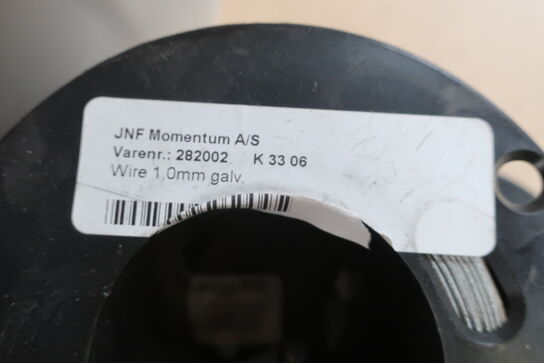 JNF Momentum A/S
Varenr.: 282002 K 33 06
Wire 1,0mm galv.